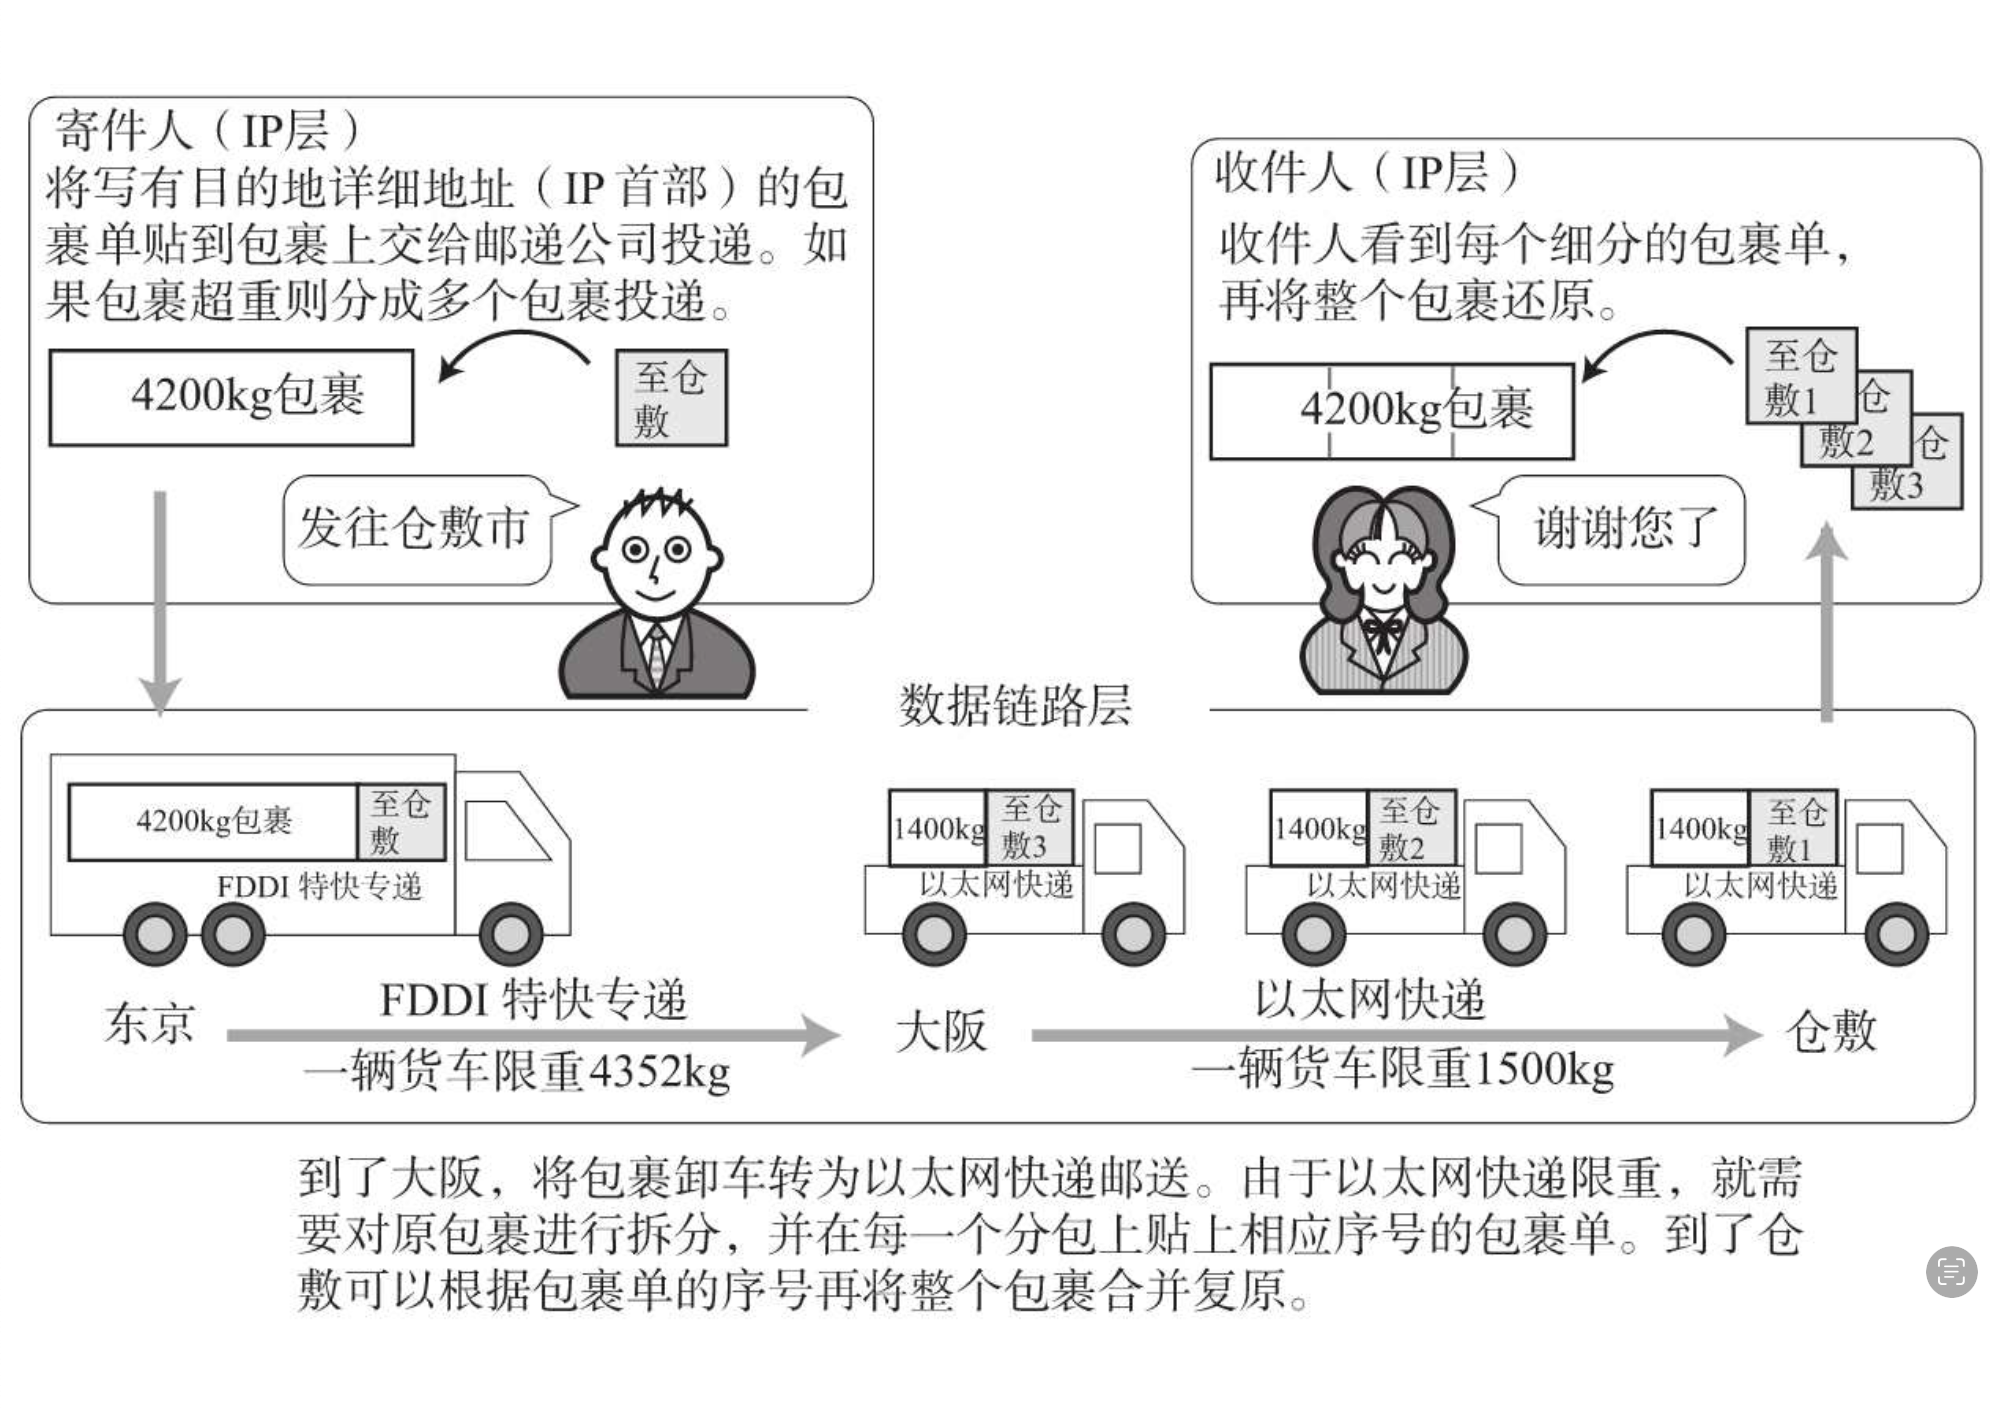 寄件人（IP层）
将写有目的地详细地址（IP 首部）的包
裹单贴到包裹上交给邮递公司投递。如
果包裹超重则分成多个包裹投递。
4200kg包裹
至仓
敷
发往仓敷市
收件人（IP层）
收件人看到每个细分的包裹单，
再将整个包裹还原。
4200kg包裹
至仓
敷1
仓
敷2
仓
敷3
谢谢您了
数据链路层
4200kg包裹
至仓
敷
FDDI 特快专递
1400kg
至仓
敷3
以太网快递
1400kg
至仓
敷2
以太网快递
1400kg
至仓
敷1
以太网快递
东京
FDDI 特快专递
一辆货车限重4352kg
大阪
以太网快递
一辆货车限重1500kg
仓敷
到了大阪，将包裹卸车转为以太网快递邮送。由于以太网快递限重，就需
要对原包裹进行拆分，并在每一个分包上贴上相应序号的包裹单。到了仓
敷可以根据包裹单的序号再将整个包裹合并复原。